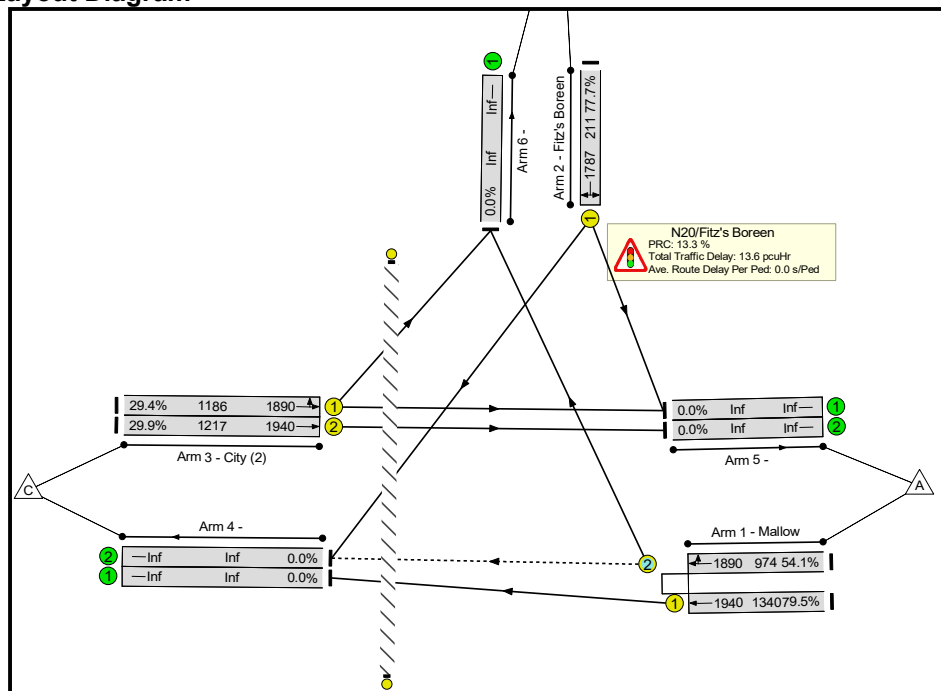 Layout Diagram
1
Inf
Inf
0.0%
Arm 6 -
Arm 2 - Fitz's Boreen
1787 211 77.7%
1
N20/Fitz's Boreen
PRC: 13.3 %
Total Traffic Delay: 13.6 pcuHr
Ave. Route Delay Per Ped: 0.0 s/Ped
29.4% 1186 1890 1
29.9% 1217 1940 2
Arm 3 - City (2)
0.0% Inf Inf 1
0.0% Inf Inf 2
Arm 5 -
C
A
Arm 4 -
2 Inf Inf 0.0%
1 Inf Inf 0.0%
Arm 1 - Mallow
2 1890 974 54.1%
1 1940 134079.5%